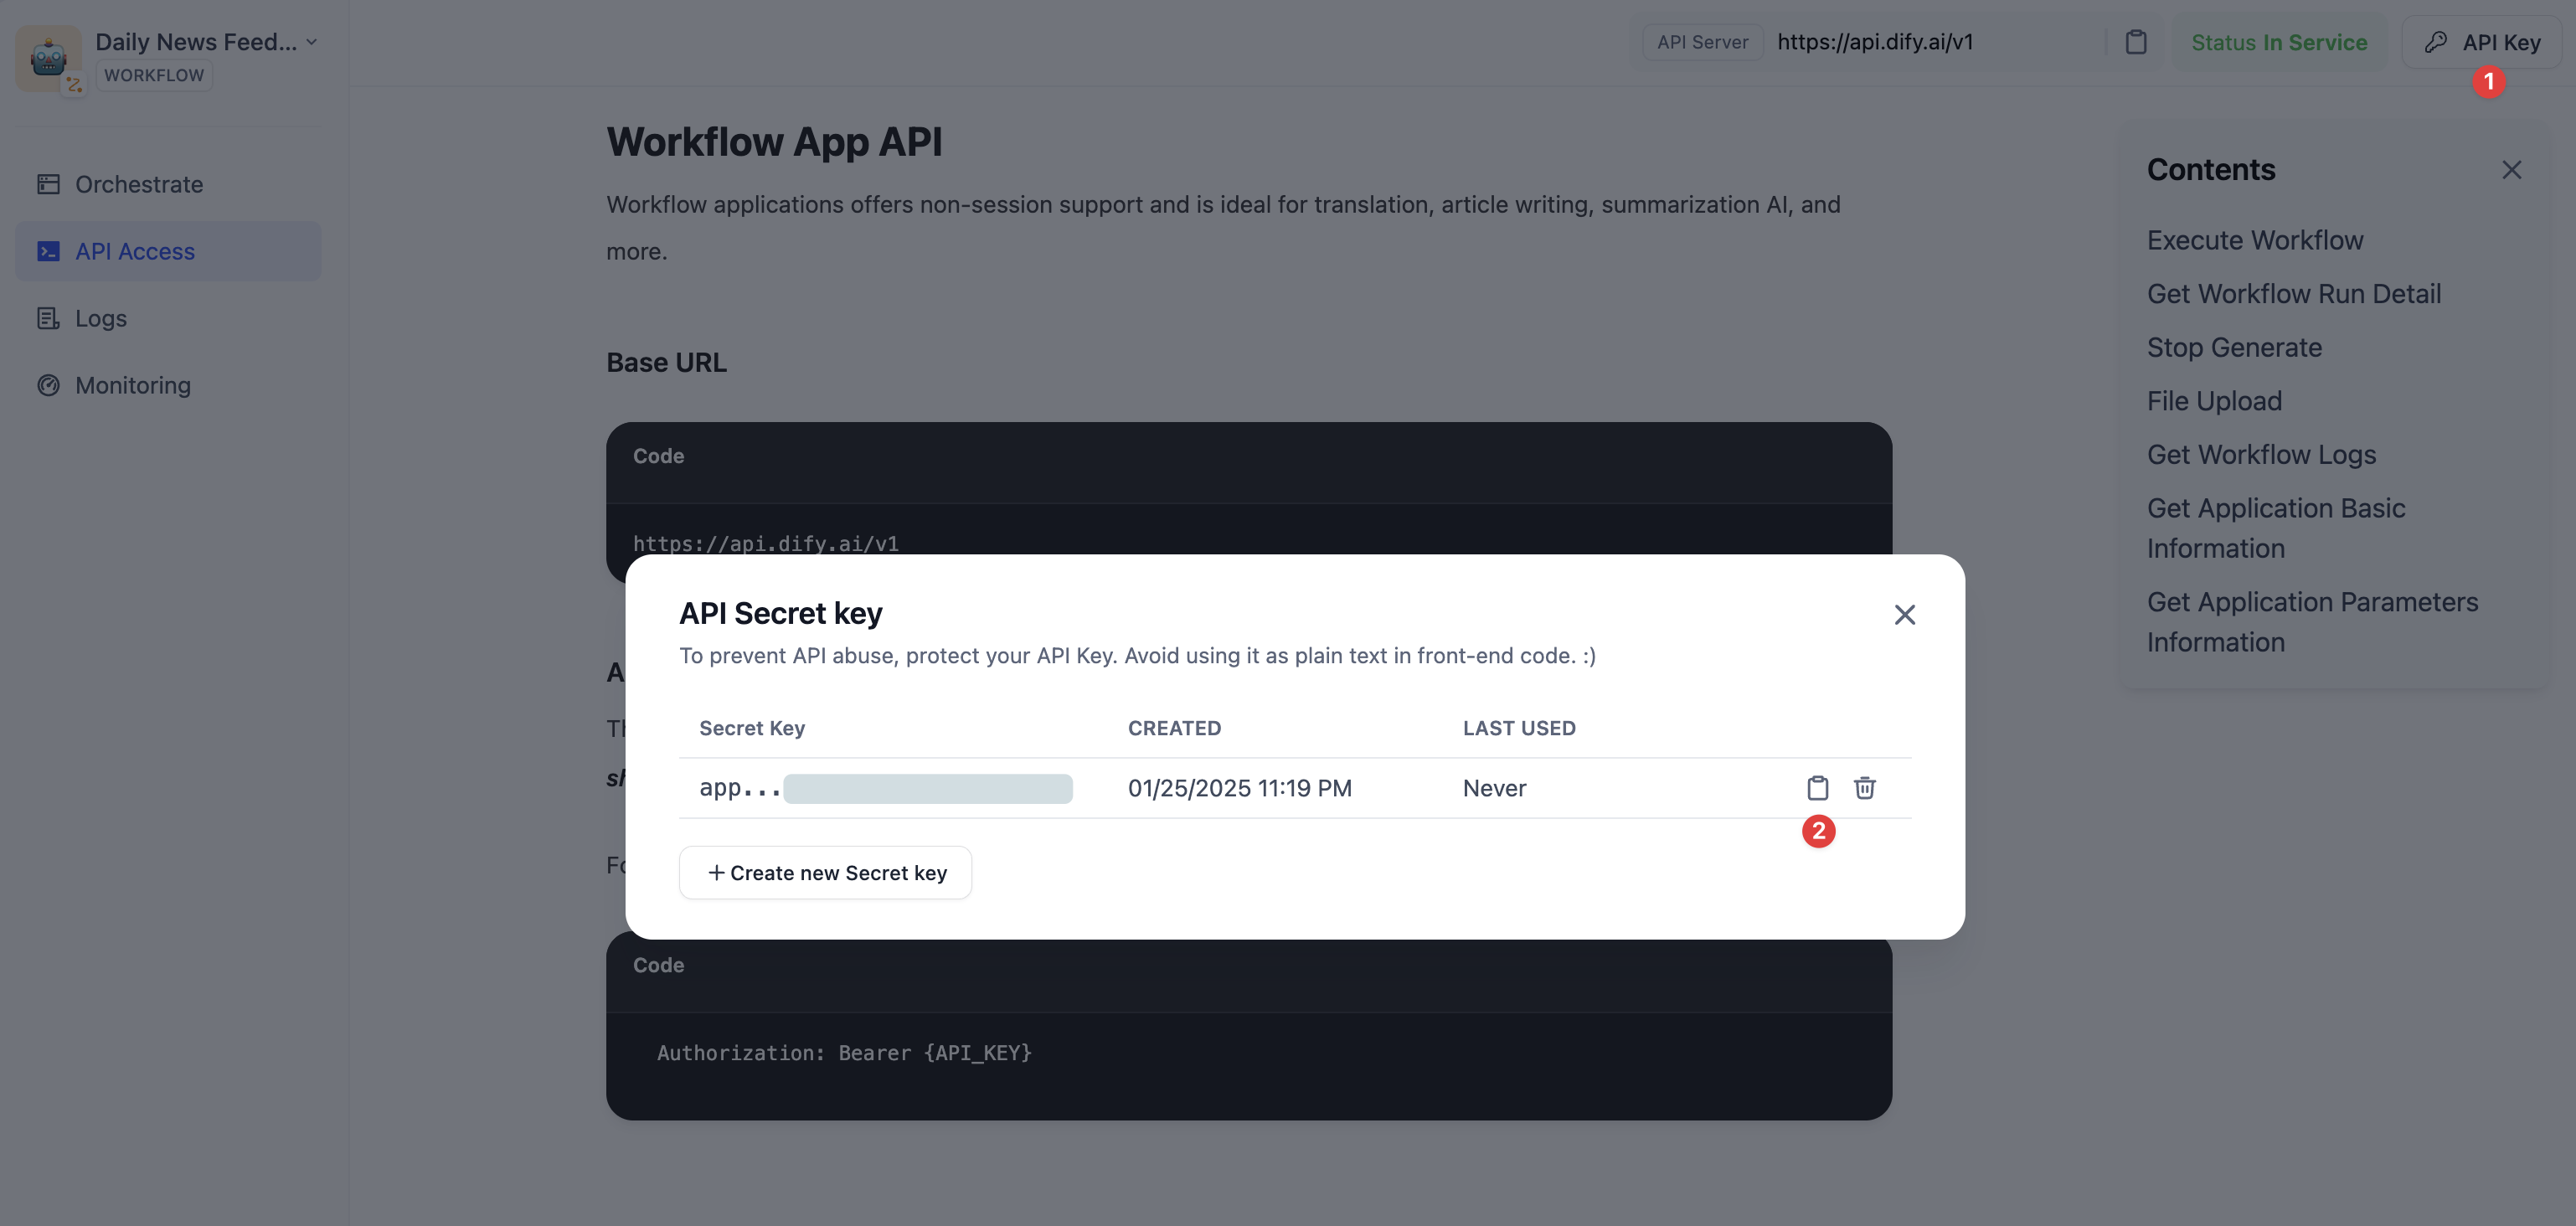 Daily News Feed...
WORKFLOW
Orchestrate
API Access
Logs
Monitoring
API Server https://api.dify.ai/v1
Status In Service
API Key
1
Workflow App API
Workflow applications offers non-session support and is ideal for translation, article writing, summarization AI, and
more.
Base URL
Code
https://api.dify.ai/v1
API Secret key
To prevent API abuse, protect your API Key. Avoid using it as plain text in front-end code. :)
Secret Key CREATED LAST USED
app... 01/25/2025 11:19 PM Never
2
+ Create new Secret key
Code
Authorization: Bearer {API_KEY}
Contents
Execute Workflow
Get Workflow Run Detail
Stop Generate
File Upload
Get Workflow Logs
Get Application Basic
Information
Get Application Parameters
Information